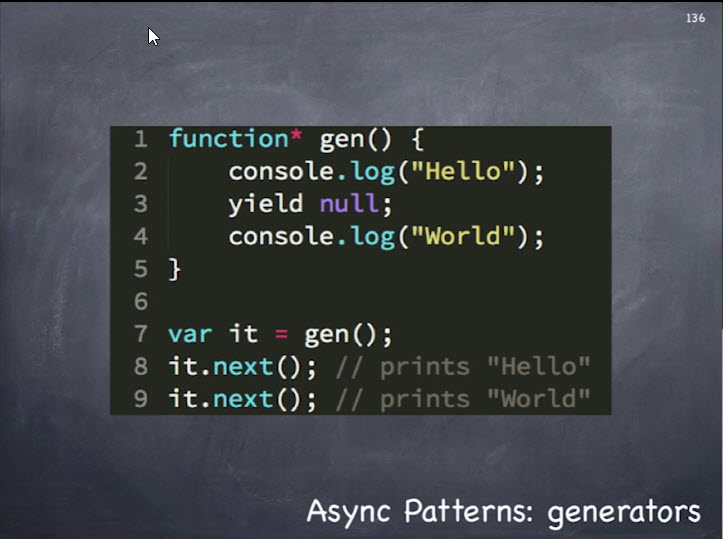 136
1 function* gen() {
2     console.log("Hello");
3     yield null;
4     console.log("World");
5 }
6
7 var it = gen();
8 it.next(); // prints "Hello"
9 it.next(); // prints "World"
Async Patterns: generators